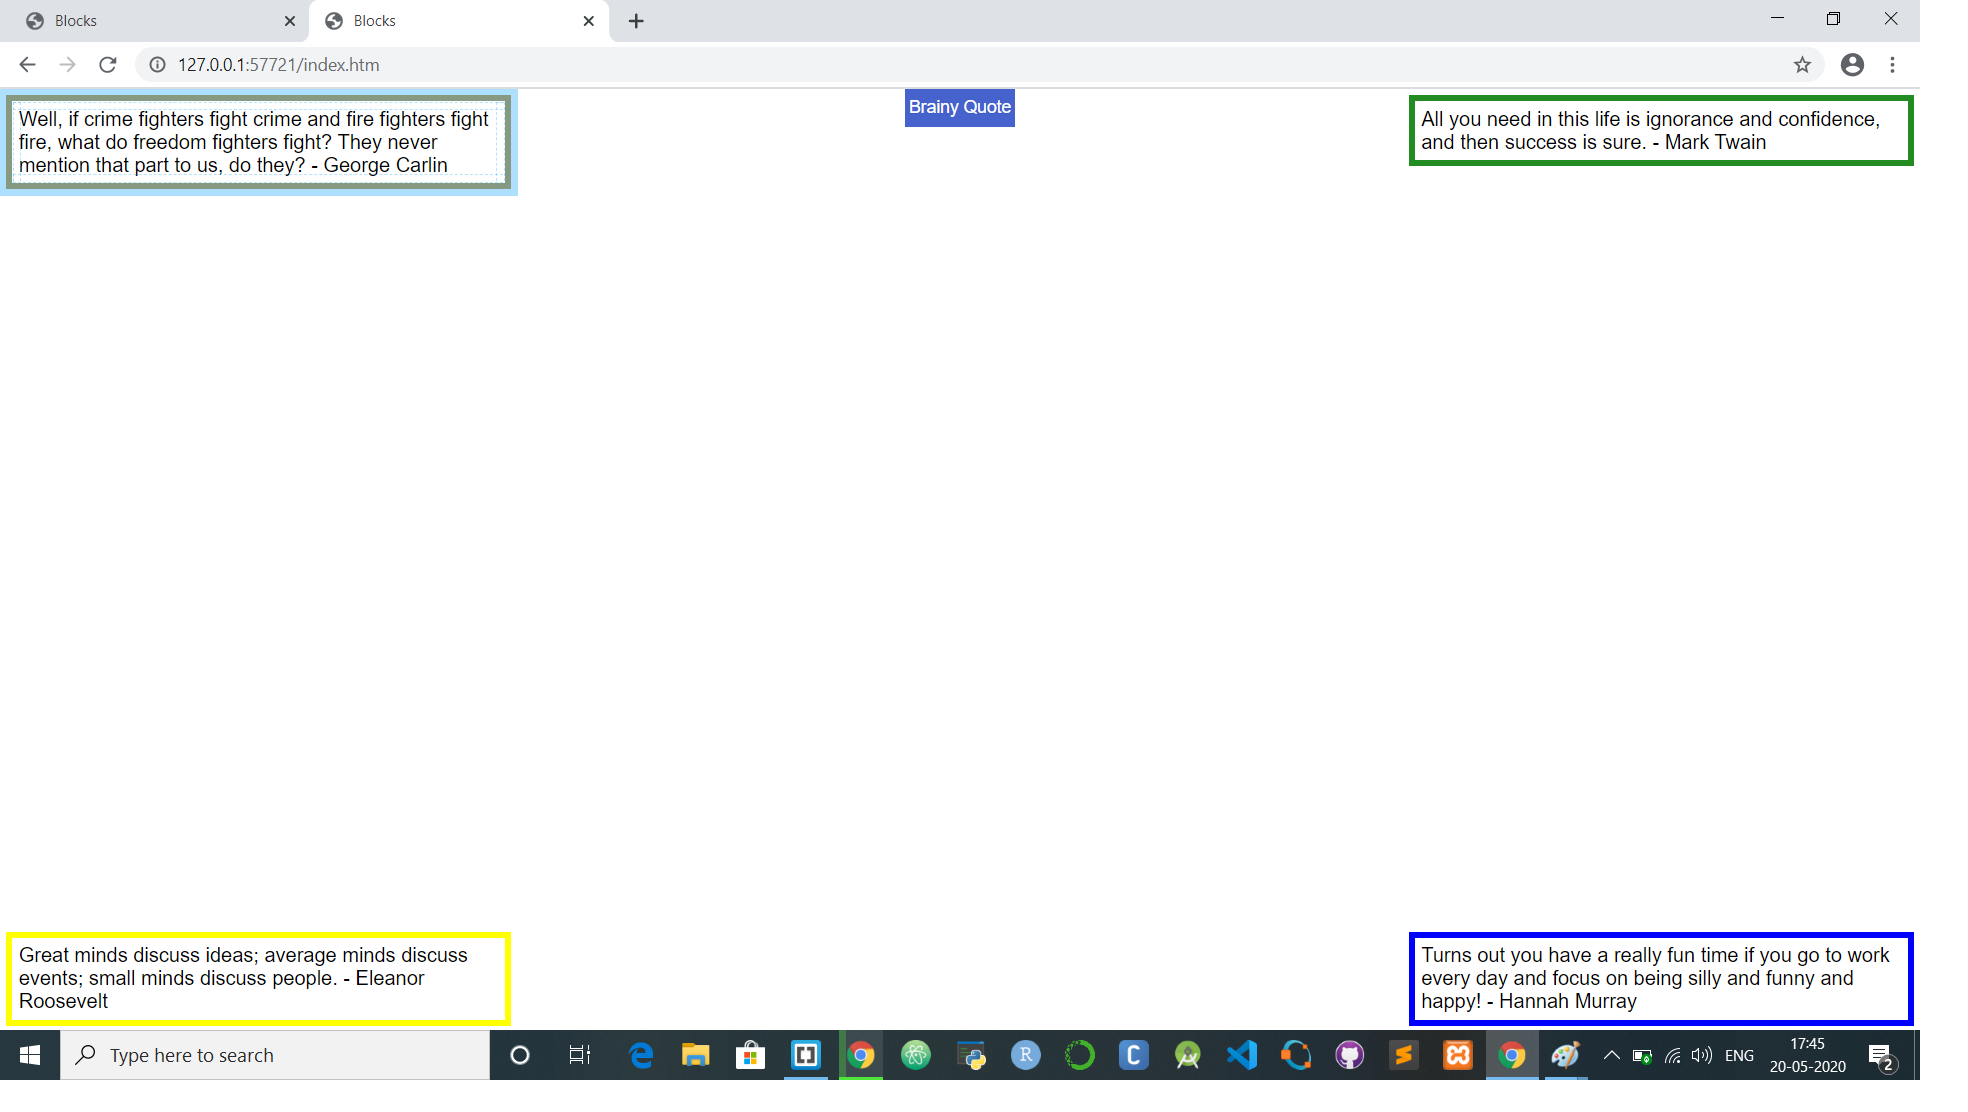 Blocks
Blocks
127.0.0.1:57721/index.htm
Well, if crime fighters fight crime and fire fighters fight
fire, what do freedom fighters fight? They never
mention that part to us, do they? - George Carlin
Brainy Quote
All you need in this life is ignorance and confidence,
and then success is sure. - Mark Twain
Great minds discuss ideas; average minds discuss
events; small minds discuss people. - Eleanor
Roosevelt
Turns out you have a really fun time if you go to work
every day and focus on being silly and funny and
happy! - Hannah Murray
Type here to search
R
C
ENG
17:45
20-05-2020
2